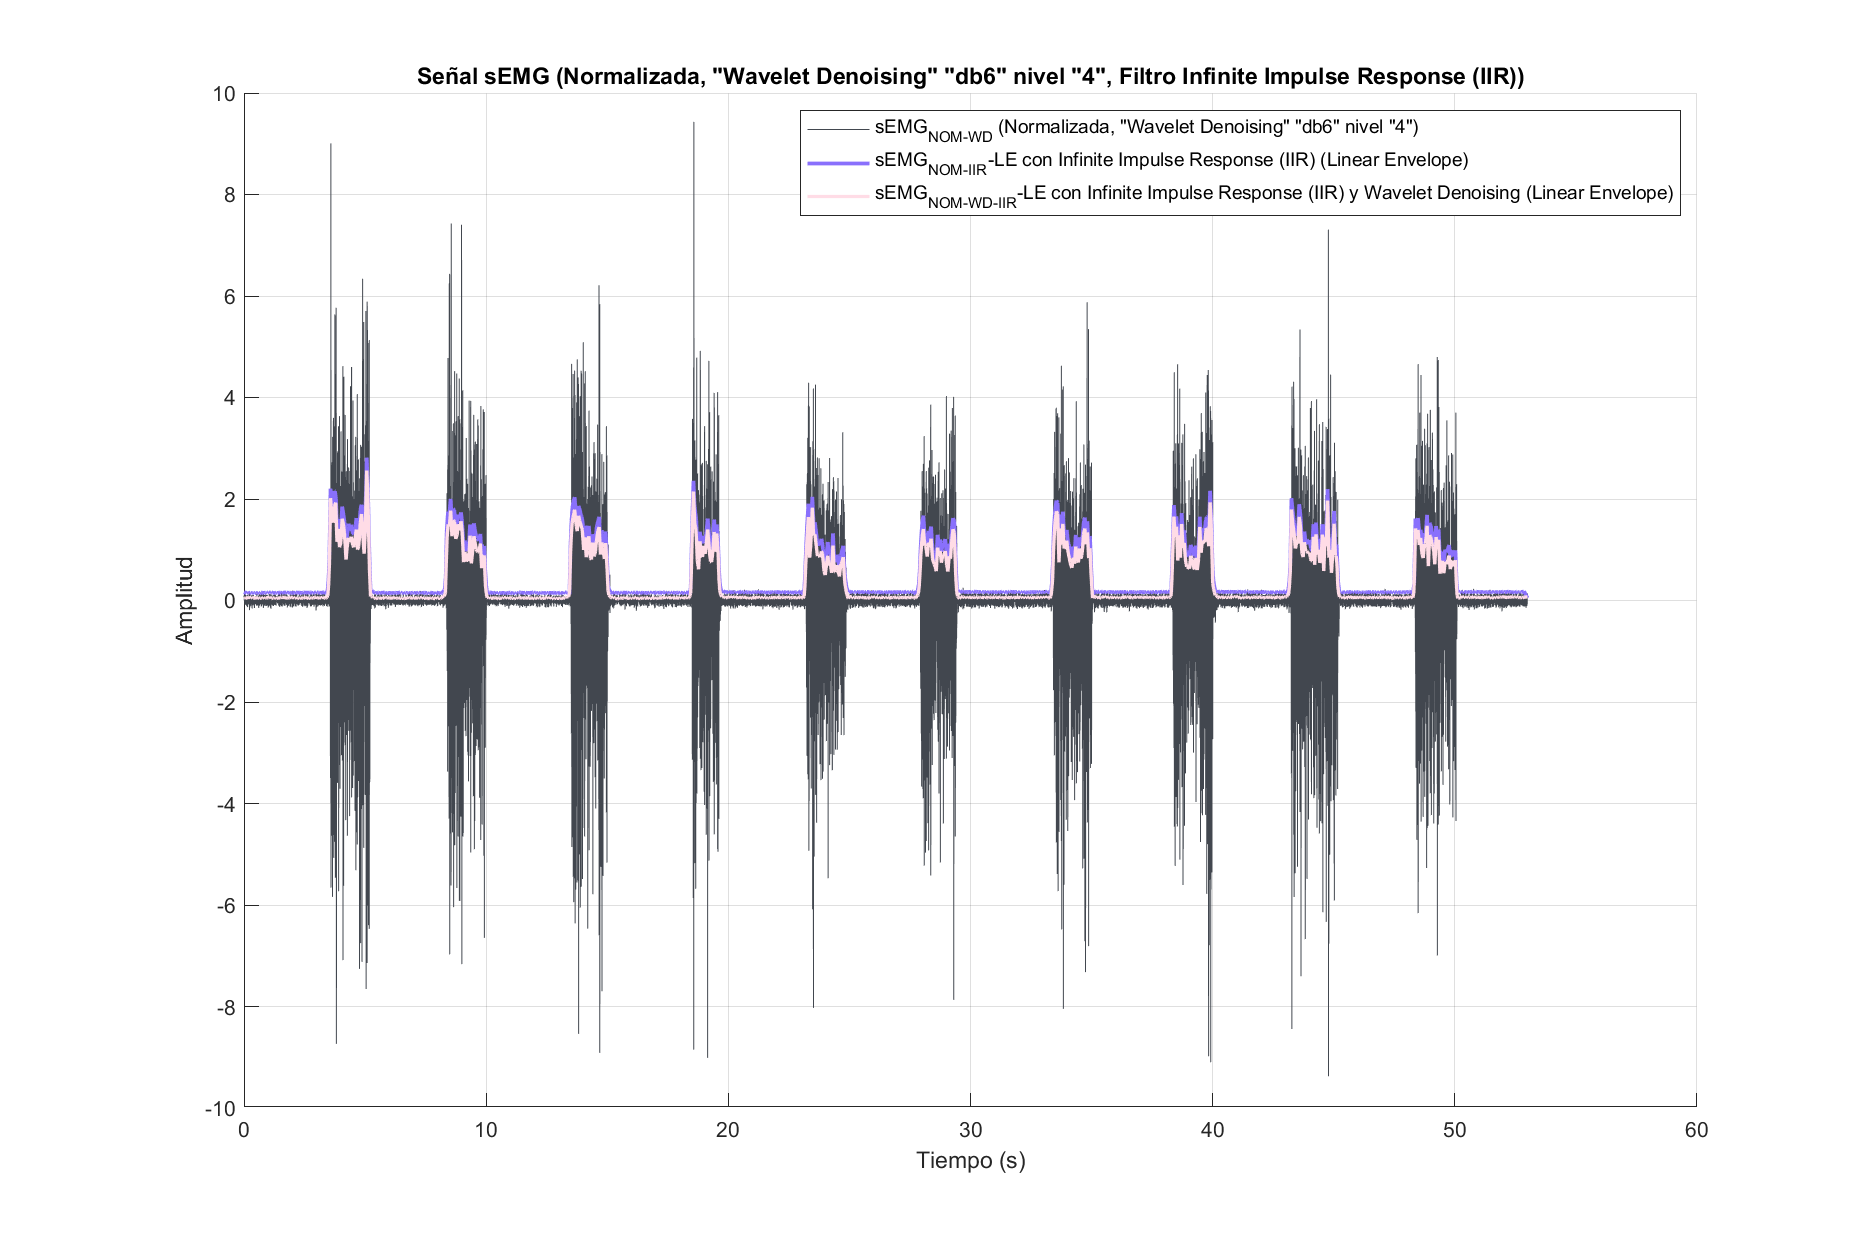 Señal sEMG (Normalizada, "Wavelet Denoising" "db6" nivel "4", Filtro Infinite Impulse Response (IIR))
sEMG_NOM-WD (Normalizada, "Wavelet Denoising" "db6" nivel "4")
sEMG_NOM-IIR-LE con Infinite Impulse Response (IIR) (Linear Envelope)
sEMG_NOM-WD-IIR-LE con Infinite Impulse Response (IIR) y Wavelet Denoising (Linear Envelope)
Amplitud
10
8
6
4
2
0
-2
-4
-6
-8
-10
0 10 20 30 40 50 60
Tiempo (s)